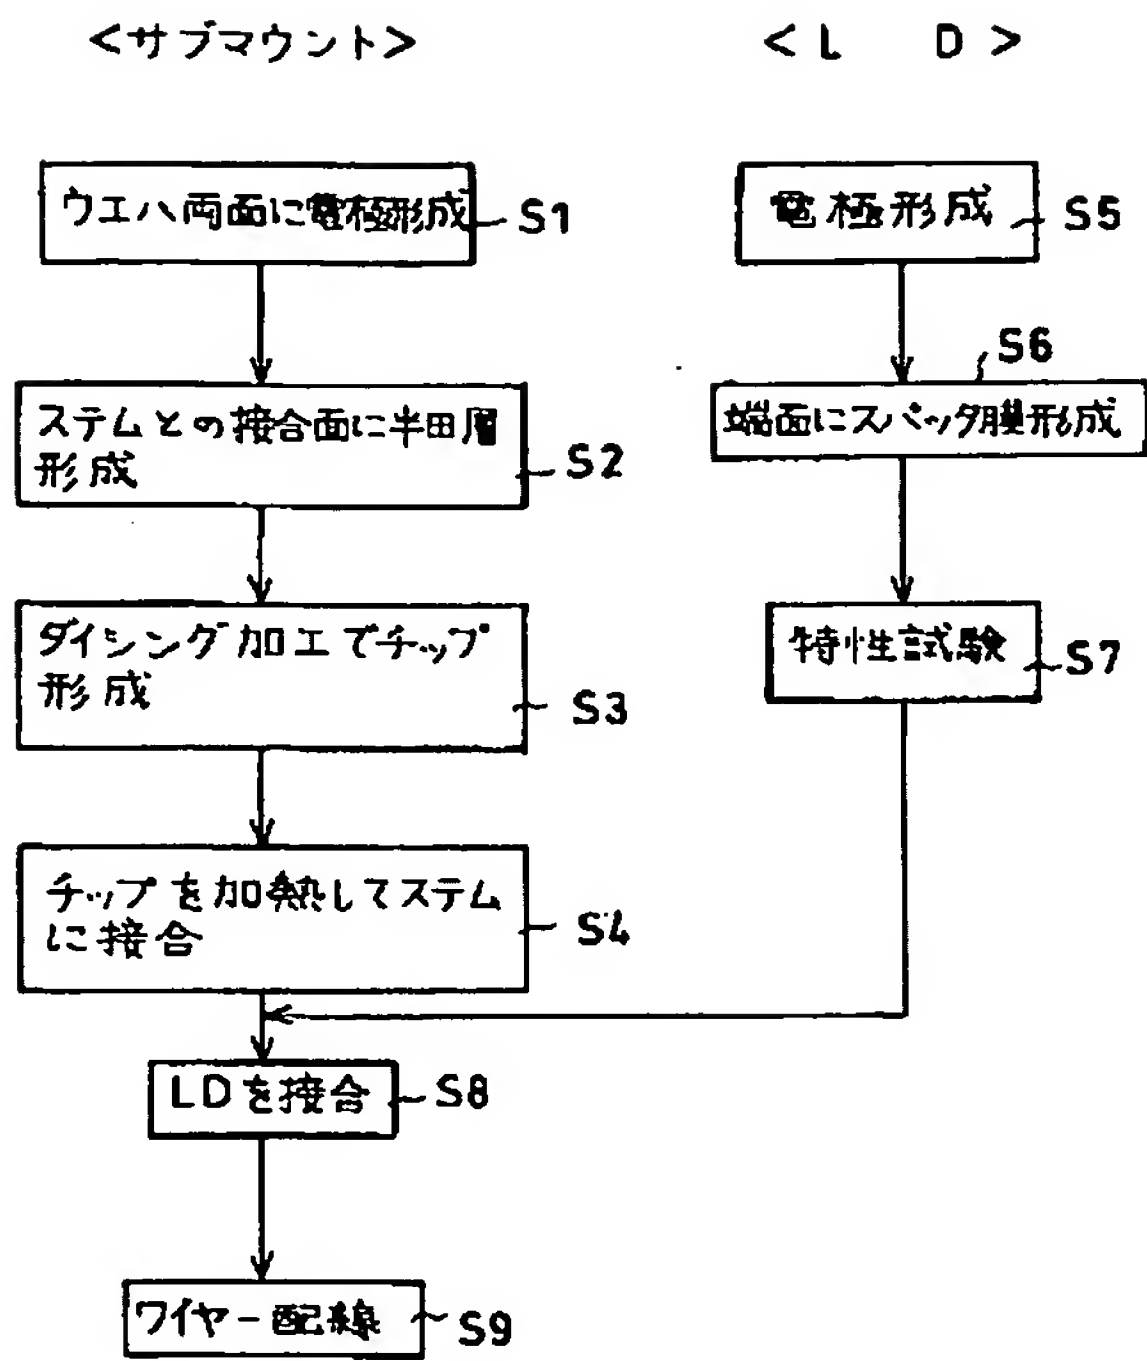 <サブマウント>
<L D>
ウエハ両面に電極形成
S1
電極形成
S5
S6
ステムとの接合面に半田層
形成
S2
端面にスパッタ膜形成
ダイシング加工でチップ
形成
S3
特性試験
S7
チップを加熱してステム
に接合
S4
LDを接合
S8
ワイヤー配線
S9